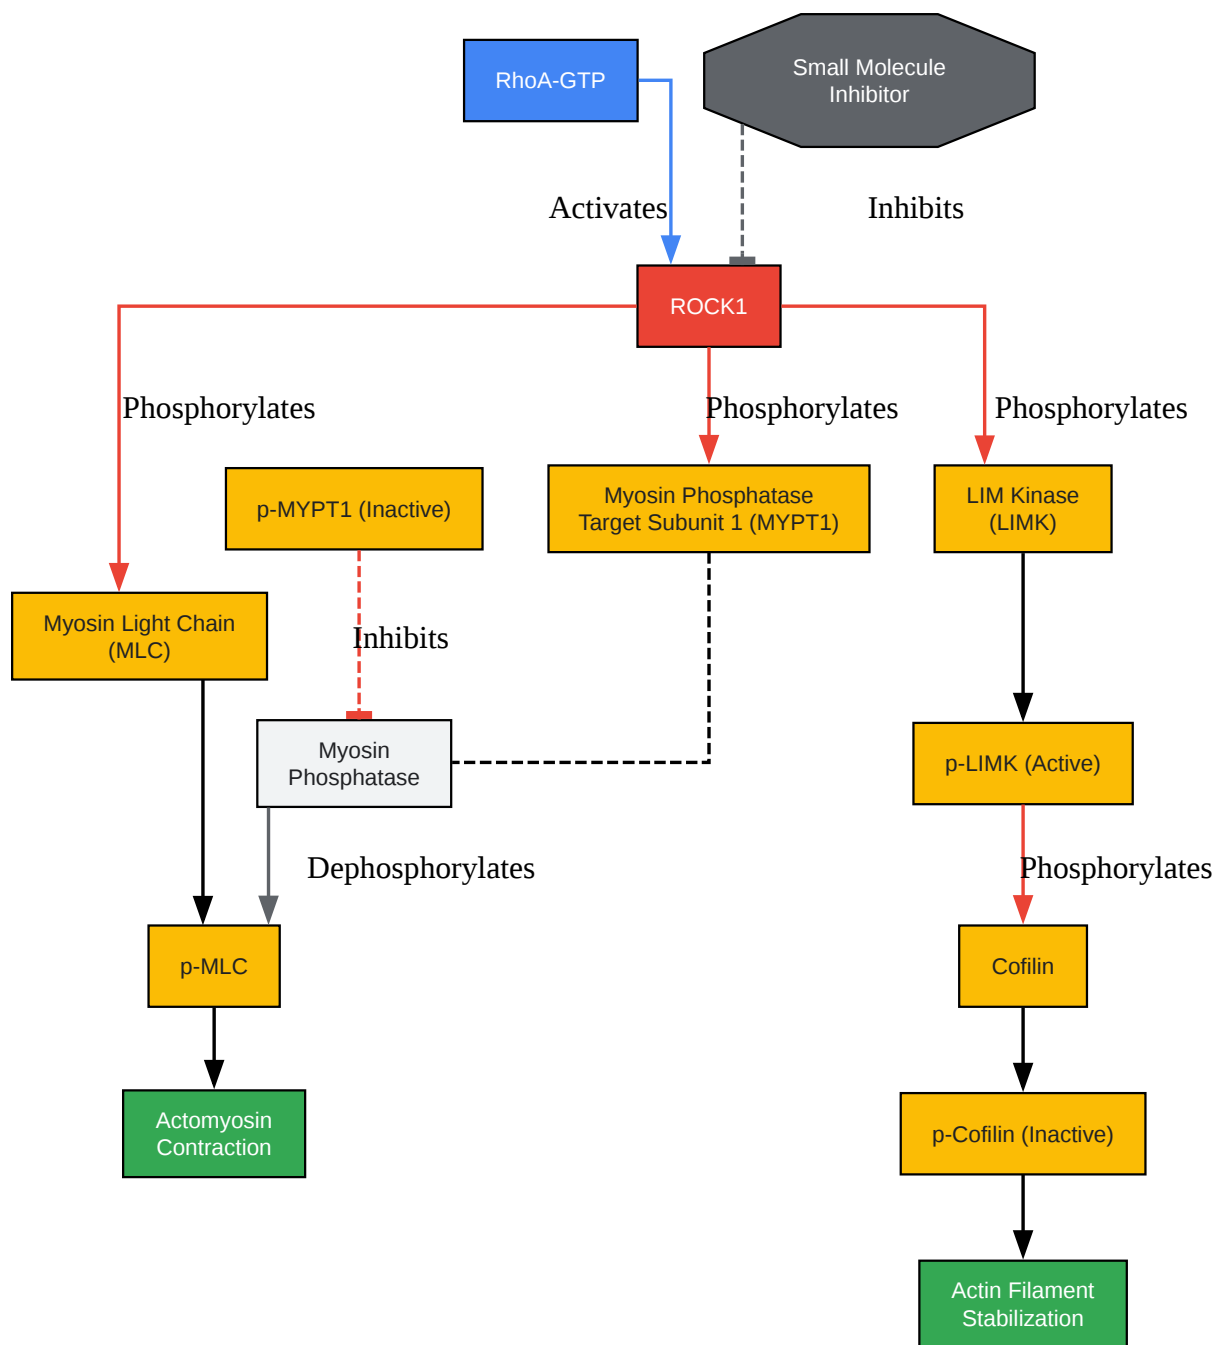 RhoA-GTP
Small Molecule
Inhibitor
Activates
Inhibits
ROCK1
Phosphorylates
Phosphorylates
Phosphorylates
p-MYPT1 (Inactive)
Myosin Phosphatase
Target Subunit 1 (MYPT1)
LIM Kinase
(LIMK)
Myosin Light Chain
(MLC)
Inhibits
Myosin
Phosphatase
p-LIMK (Active)
Dephosphorylates
Phosphorylates
p-MLC
Cofilin
Actomyosin
Contraction
p-Cofilin (Inactive)
Actin Filament
Stabilization